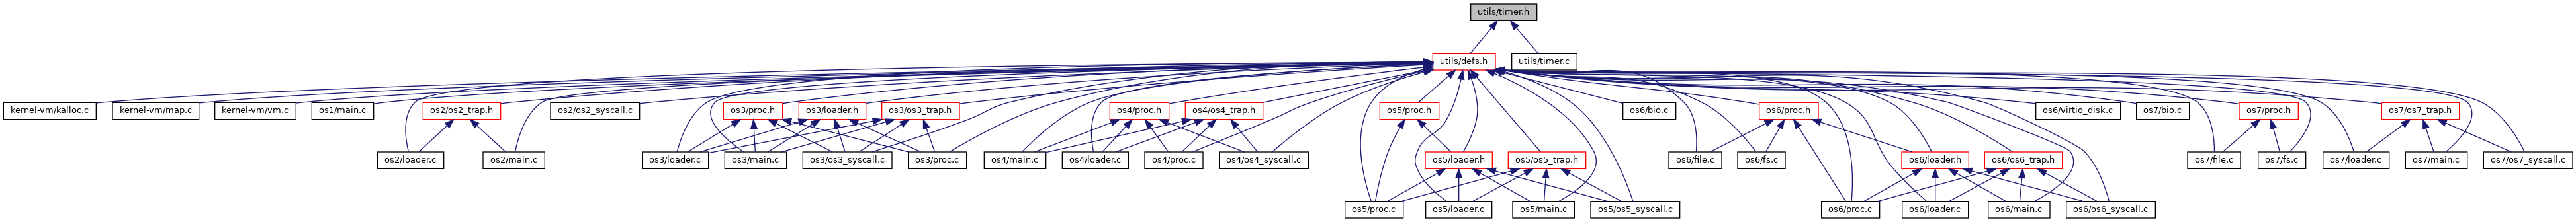 utils/timer.h
utils/defs.h
utils/timer.c
kernel-vm/kalloc.c
kernel-vm/map.c
kernel-vm/vm.c
os1/main.c
os2/os2_trap.h
os2/os2_syscall.c
os3/proc.h
os3/loader.h
os3/os3_trap.h
os4/proc.h
os4/os4_trap.h
os5/proc.h
os6/bio.c
os6/proc.h
os6/virtio_disk.c
os7/bio.c
os7/proc.h
os7/os7_trap.h
os2/loader.c
os2/main.c
os3/loader.c
os3/main.c
os3/os3_syscall.c
os3/proc.c
os4/main.c
os4/loader.c
os4/proc.c
os4/os4_syscall.c
os5/loader.h
os5/os5_trap.h
os6/file.c
os6/fs.c
os6/loader.h
os6/os6_trap.h
os7/file.c
os7/fs.c
os7/loader.c
os7/main.c
os7/os7_syscall.c
os5/proc.c
os5/loader.c
os5/main.c
os5/os5_syscall.c
os6/proc.c
os6/loader.c
os6/main.c
os6/os6_syscall.c